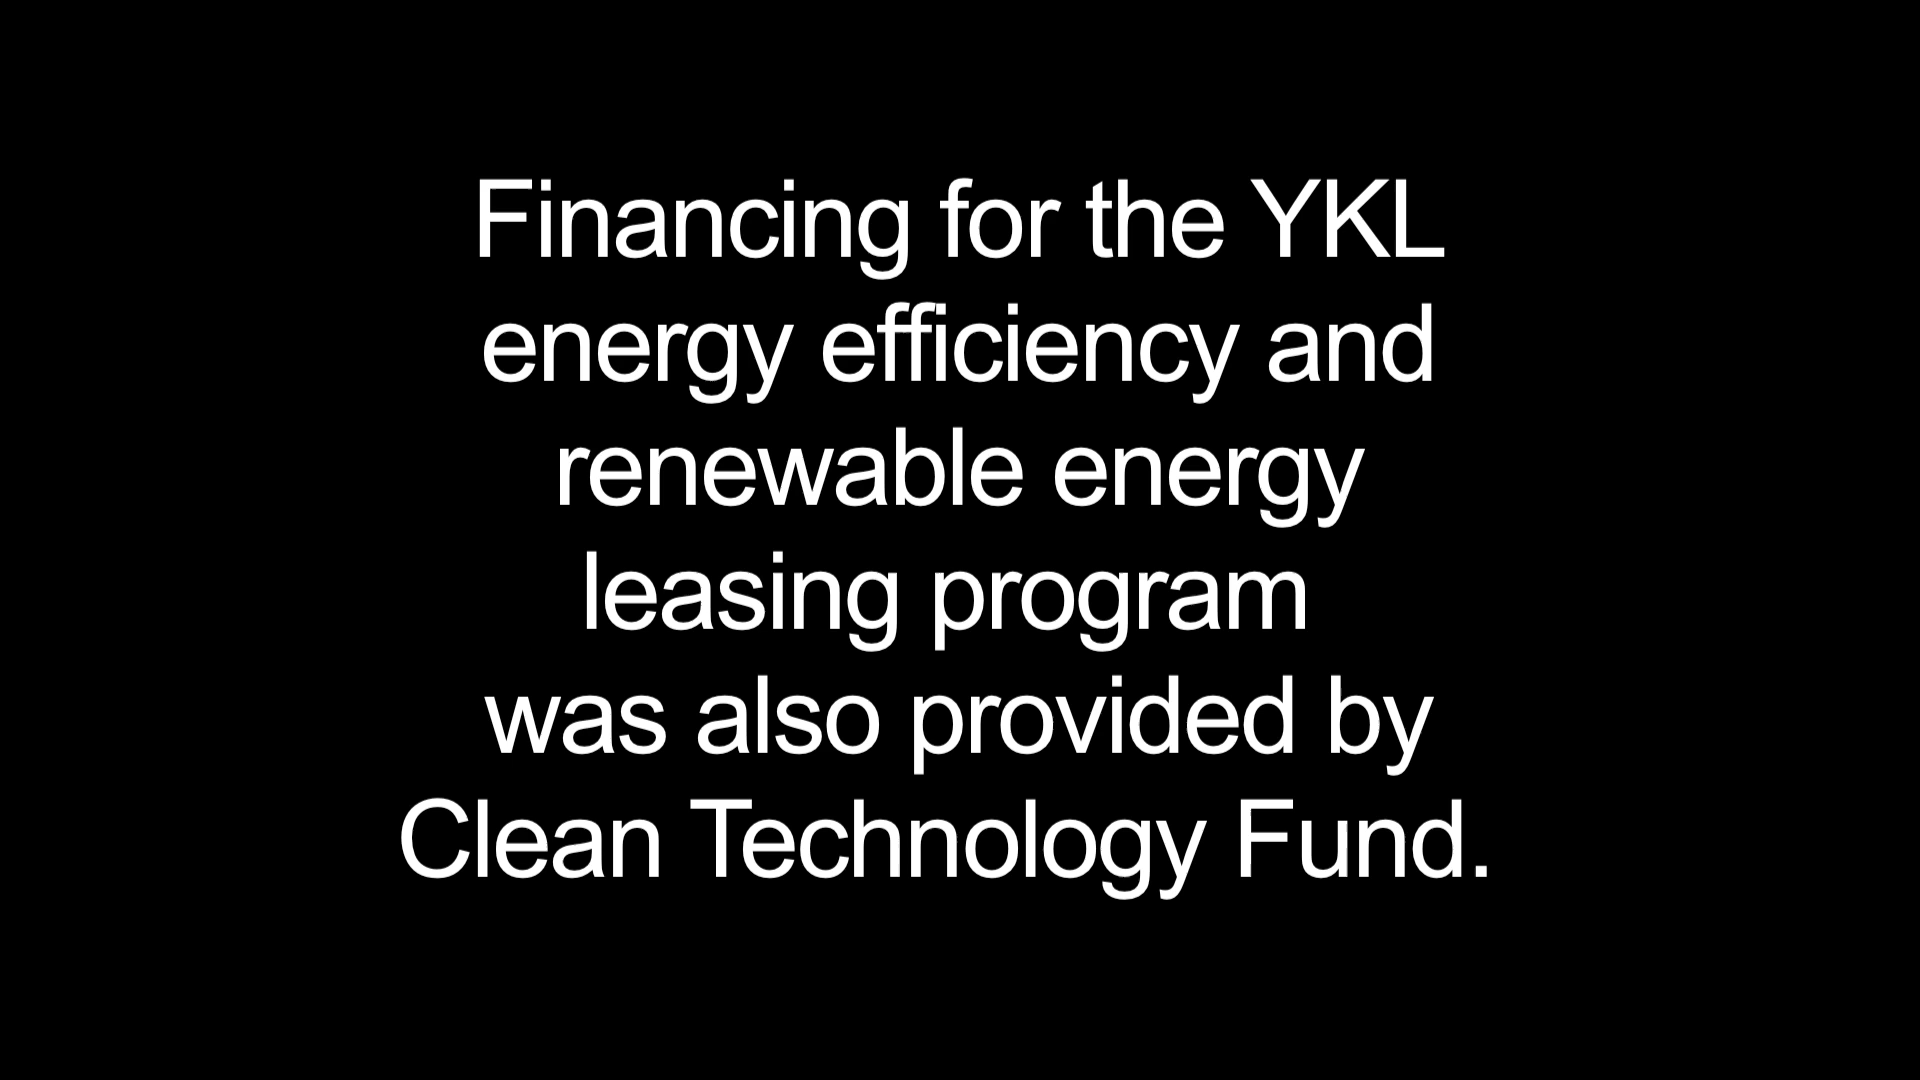 Financing for the YKL
energy efficiency and
renewable energy
leasing program
was also provided by
Clean Technology Fund.